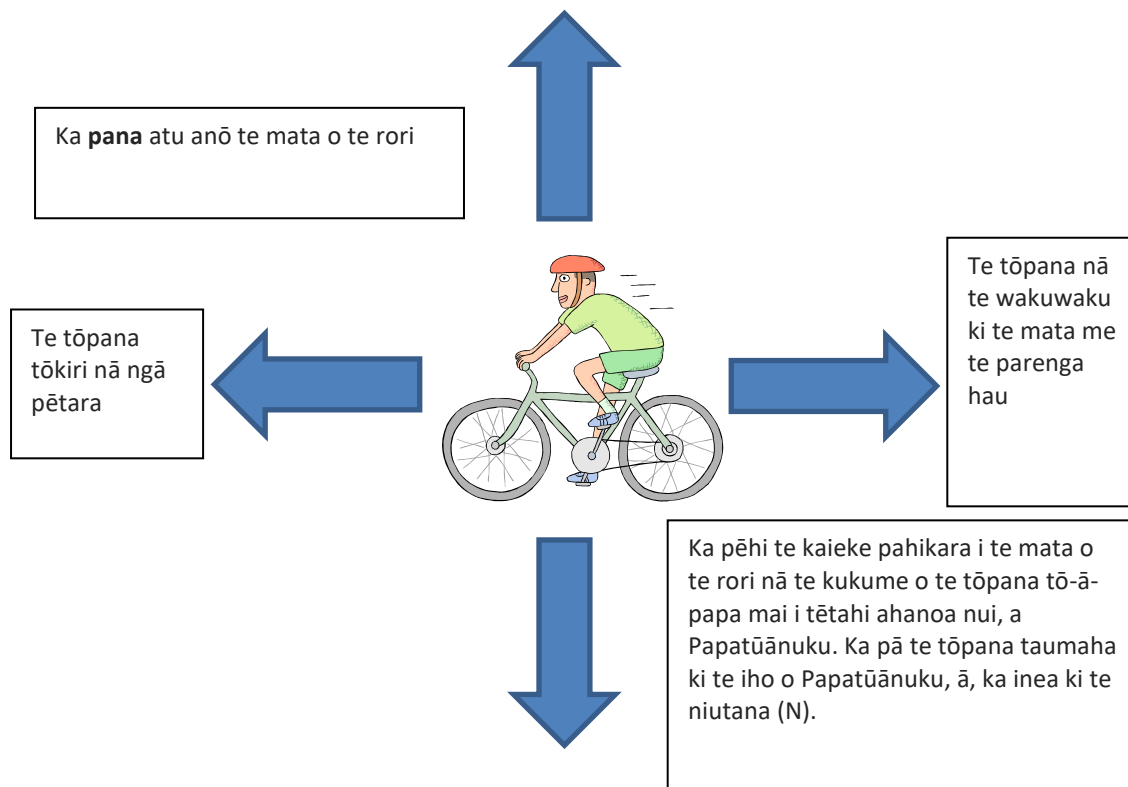 Ka pana atu anō te mata o te rori
Te tōpana
tōkiri nā ngā
pētara
Te tōpana nā
te wakuwaku
ki te mata me
te parenga
hau
Ka pēhi te kaieke pahikara i te mata o
te rori nā te kukume o te tōpana tō-ā-
papa mai i tētahi ahanoa nui, a
Papatūānuku. Ka pā te tōpana taumaha
ki te iho o Papatūānuku, ā, ka inea ki te
niutana (N).